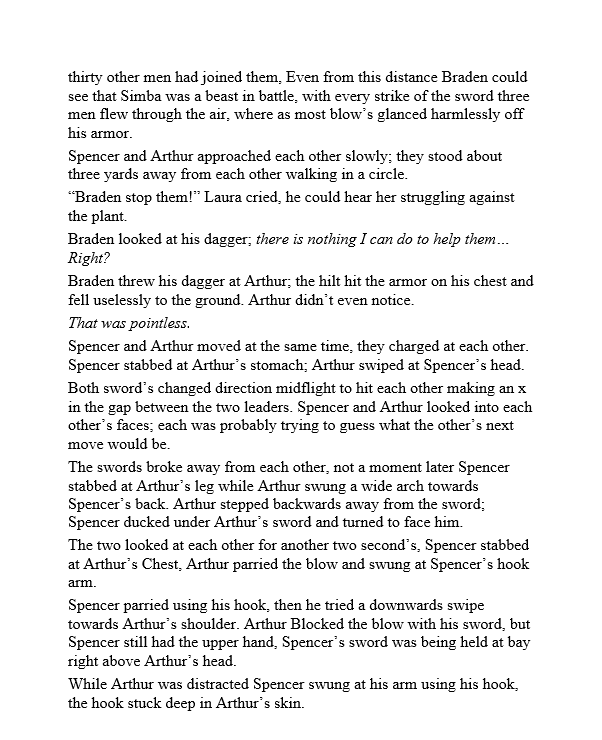 thirty other men had joined them, Even from this distance Braden could
see that Simba was a beast in battle, with every strike of the sword three
men flew through the air, where as most blow’s glanced harmlessly off
his armor.
Spencer and Arthur approached each other slowly; they stood about
three yards away from each other walking in a circle.
“Braden stop them!” Laura cried, he could hear her struggling against
the plant.
Braden looked at his dagger; there is nothing I can do to help them…
Right?
Braden threw his dagger at Arthur; the hilt hit the armor on his chest and
fell uselessly to the ground. Arthur didn’t even notice.
That was pointless.
Spencer and Arthur moved at the same time, they charged at each other.
Spencer stabbed at Arthur’s stomach; Arthur swiped at Spencer’s head.
Both sword’s changed direction midflight to hit each other making an x
in the gap between the two leaders. Spencer and Arthur looked into each
other’s faces; each was probably trying to guess what the other’s next
move would be.
The swords broke away from each other, not a moment later Spencer
stabbed at Arthur’s leg while Arthur swung a wide arch towards
Spencer’s back. Arthur stepped backwards away from the sword;
Spencer ducked under Arthur’s sword and turned to face him.
The two looked at each other for another two second’s, Spencer stabbed
at Arthur’s Chest, Arthur parried the blow and swung at Spencer’s hook
arm.
Spencer parried using his hook, then he tried a downwards swipe
towards Arthur’s shoulder. Arthur Blocked the blow with his sword, but
Spencer still had the upper hand, Spencer’s sword was being held at bay
right above Arthur’s head.
While Arthur was distracted Spencer swung at his arm using his hook,
the hook stuck deep in Arthur’s skin.